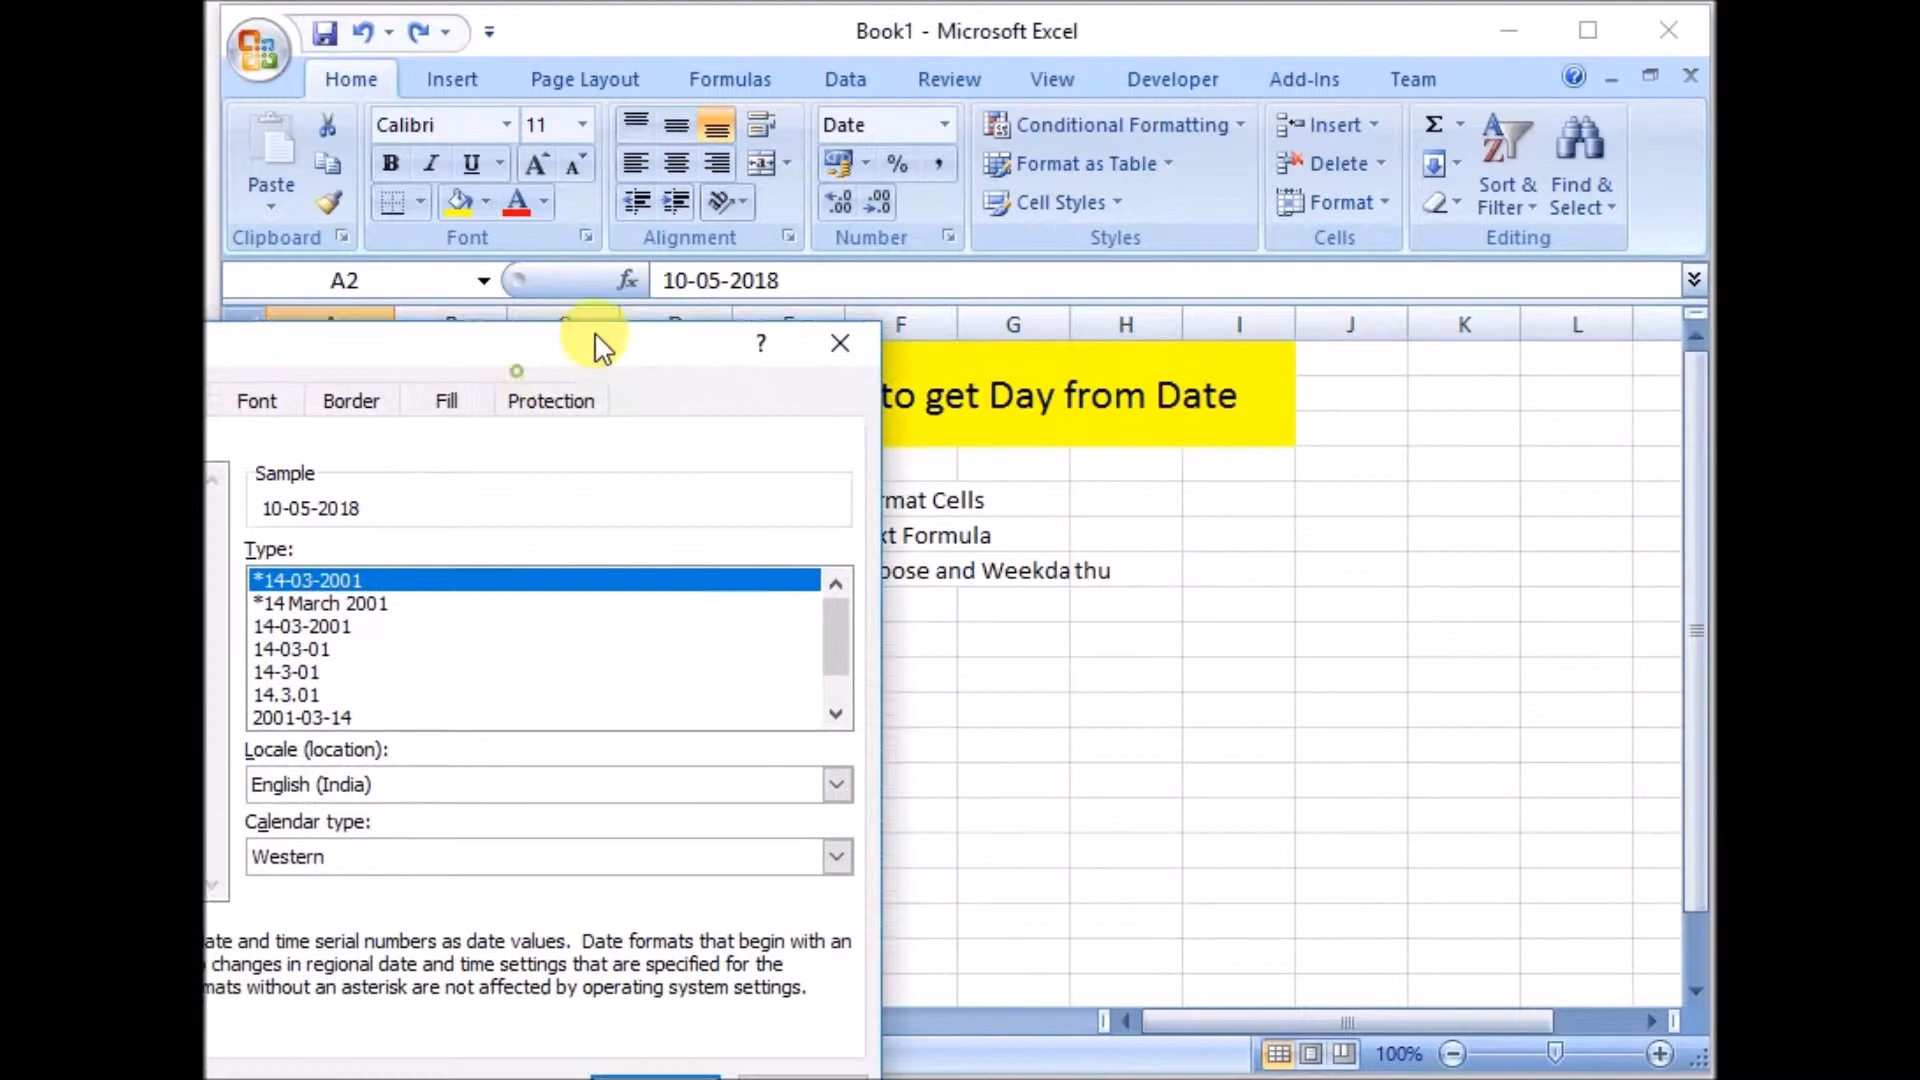 Book1 - Microsoft Excel
Home Insert Page Layout Formulas Data Review View Developer Add-Ins Team
Calibri 11 Date Conditional Formatting Insert Σ
Paste B I U A A % , Format as Table Delete Sort & Filter Find & Select
A .00 .00 Cell Styles Format
Clipboard Font Alignment Number Styles Cells Editing
A2 fx 10-05-2018
F G H I J K L
?
Font Border Fill Protection
to get Day from Date
Sample
10-05-2018
Type:
*14-03-2001
*14 March 2001
14-03-2001
14-03-01
14-3-01
14.3.01
2001-03-14
Locale (location):
English (India)
Calendar type:
Western
ate and time serial numbers as date values. Date formats that begin with an
changes in regional date and time settings that are specified for the
mats without an asterisk are not affected by operating system settings.
rmat Cells
xt Formula
oose and Weekda thu
100%